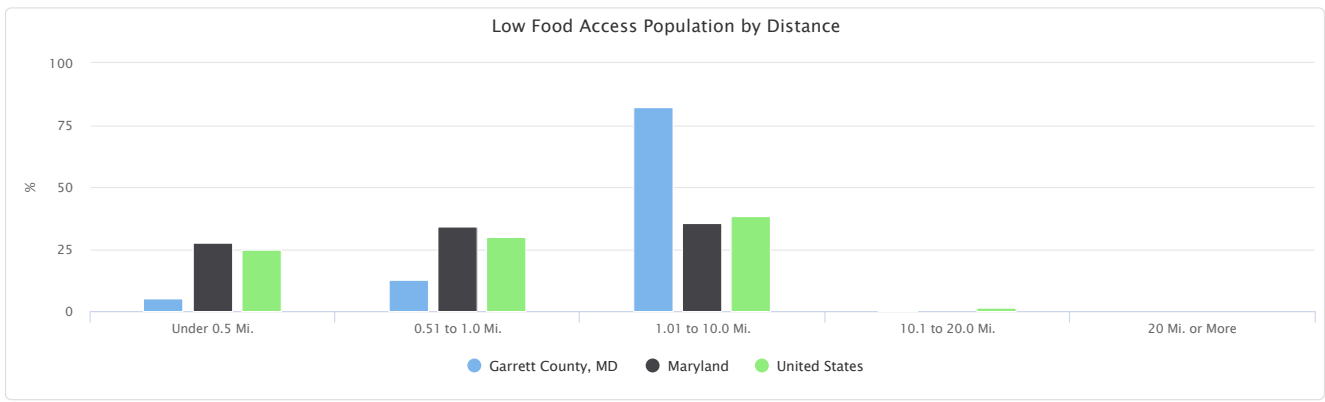 Low Food Access Population by Distance
100
75
50
25
0
%
Under 0.5 Mi.
0.51 to 1.0 Mi.
1.01 to 10.0 Mi.
10.1 to 20.0 Mi.
20 Mi. or More
Garrett County, MD
Maryland
United States